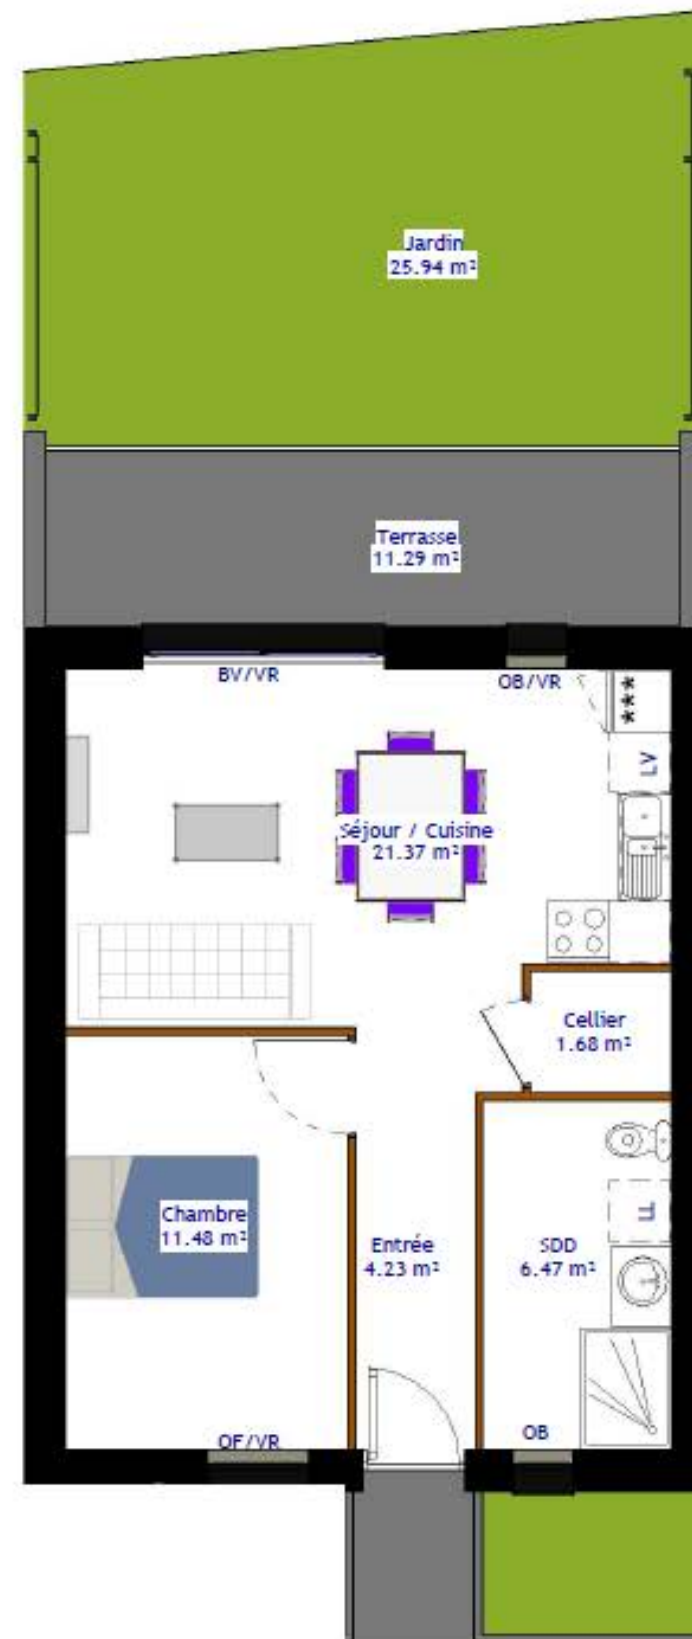 Jardin
25.94 m²
Terrasse
11.29 m²
BV/VR
OB/VR
***
LV
Séjour / Cuisine
21.37 m²
Cellier
1.68 m²
Chambre
11.48 m²
Entrée
4.23 m²
SDD
6.47 m²
LL
OF/VR
OB